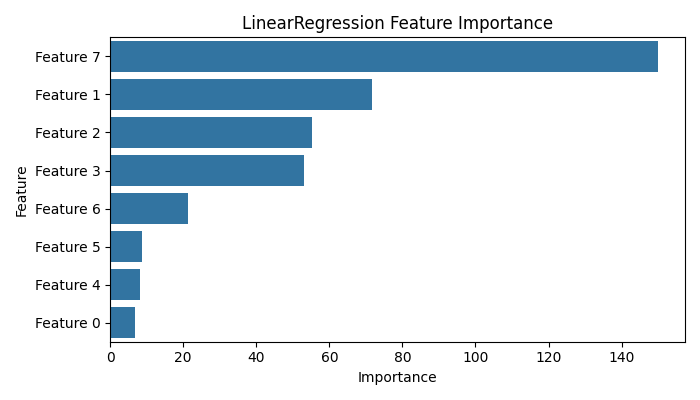 LinearRegression Feature Importance
Feature 7
Feature 1
Feature 2
Feature 3
Feature 6
Feature 5
Feature 4
Feature 0
Feature
0 20 40 60 80 100 120 140
Importance